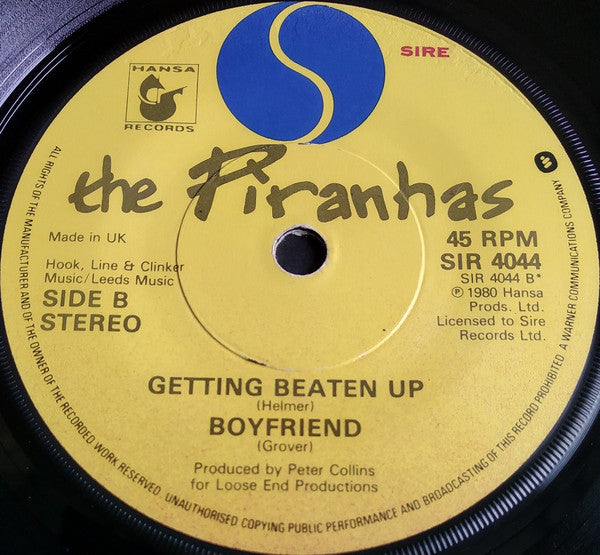 SIRE
HANSA
RECORDS
the Piranhas
Made in UK
Hook, Line & Clinker
Music/Leeds Music
SIDE B
STEREO
45 RPM
SIR 4044
SIR 4044 B*
℗ 1980 Hansa
Prods. Ltd.
Licensed to Sire
Records Ltd.
GETTING BEATEN UP
(Helmer)
BOYFRIEND
(Grover)
Produced by Peter Collins
for Loose End Productions
ALL RIGHTS OF THE MANUFACTURER AND OF THE OWNER OF THE RECORDED WORK RESERVED. UNAUTHORISED COPYING PUBLIC PERFORMANCE AND BROADCASTING OF THIS RECORD PROHIBITED. A WARNER COMMUNICATIONS COMPANY